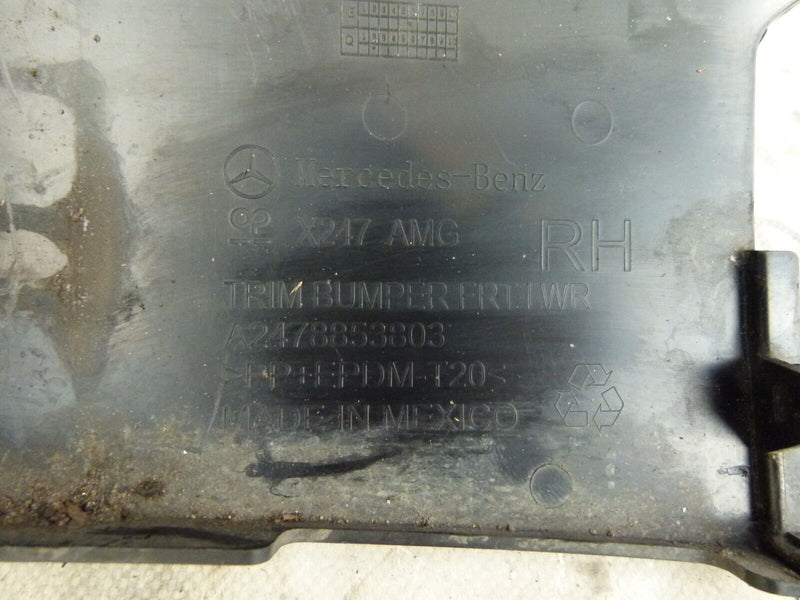 Mercedes-Benz
X247 AMG
RH
TRIM BUMPER FRT LWR
A2478853803
>PP+EPDM-T20<
MADE IN MEXICO